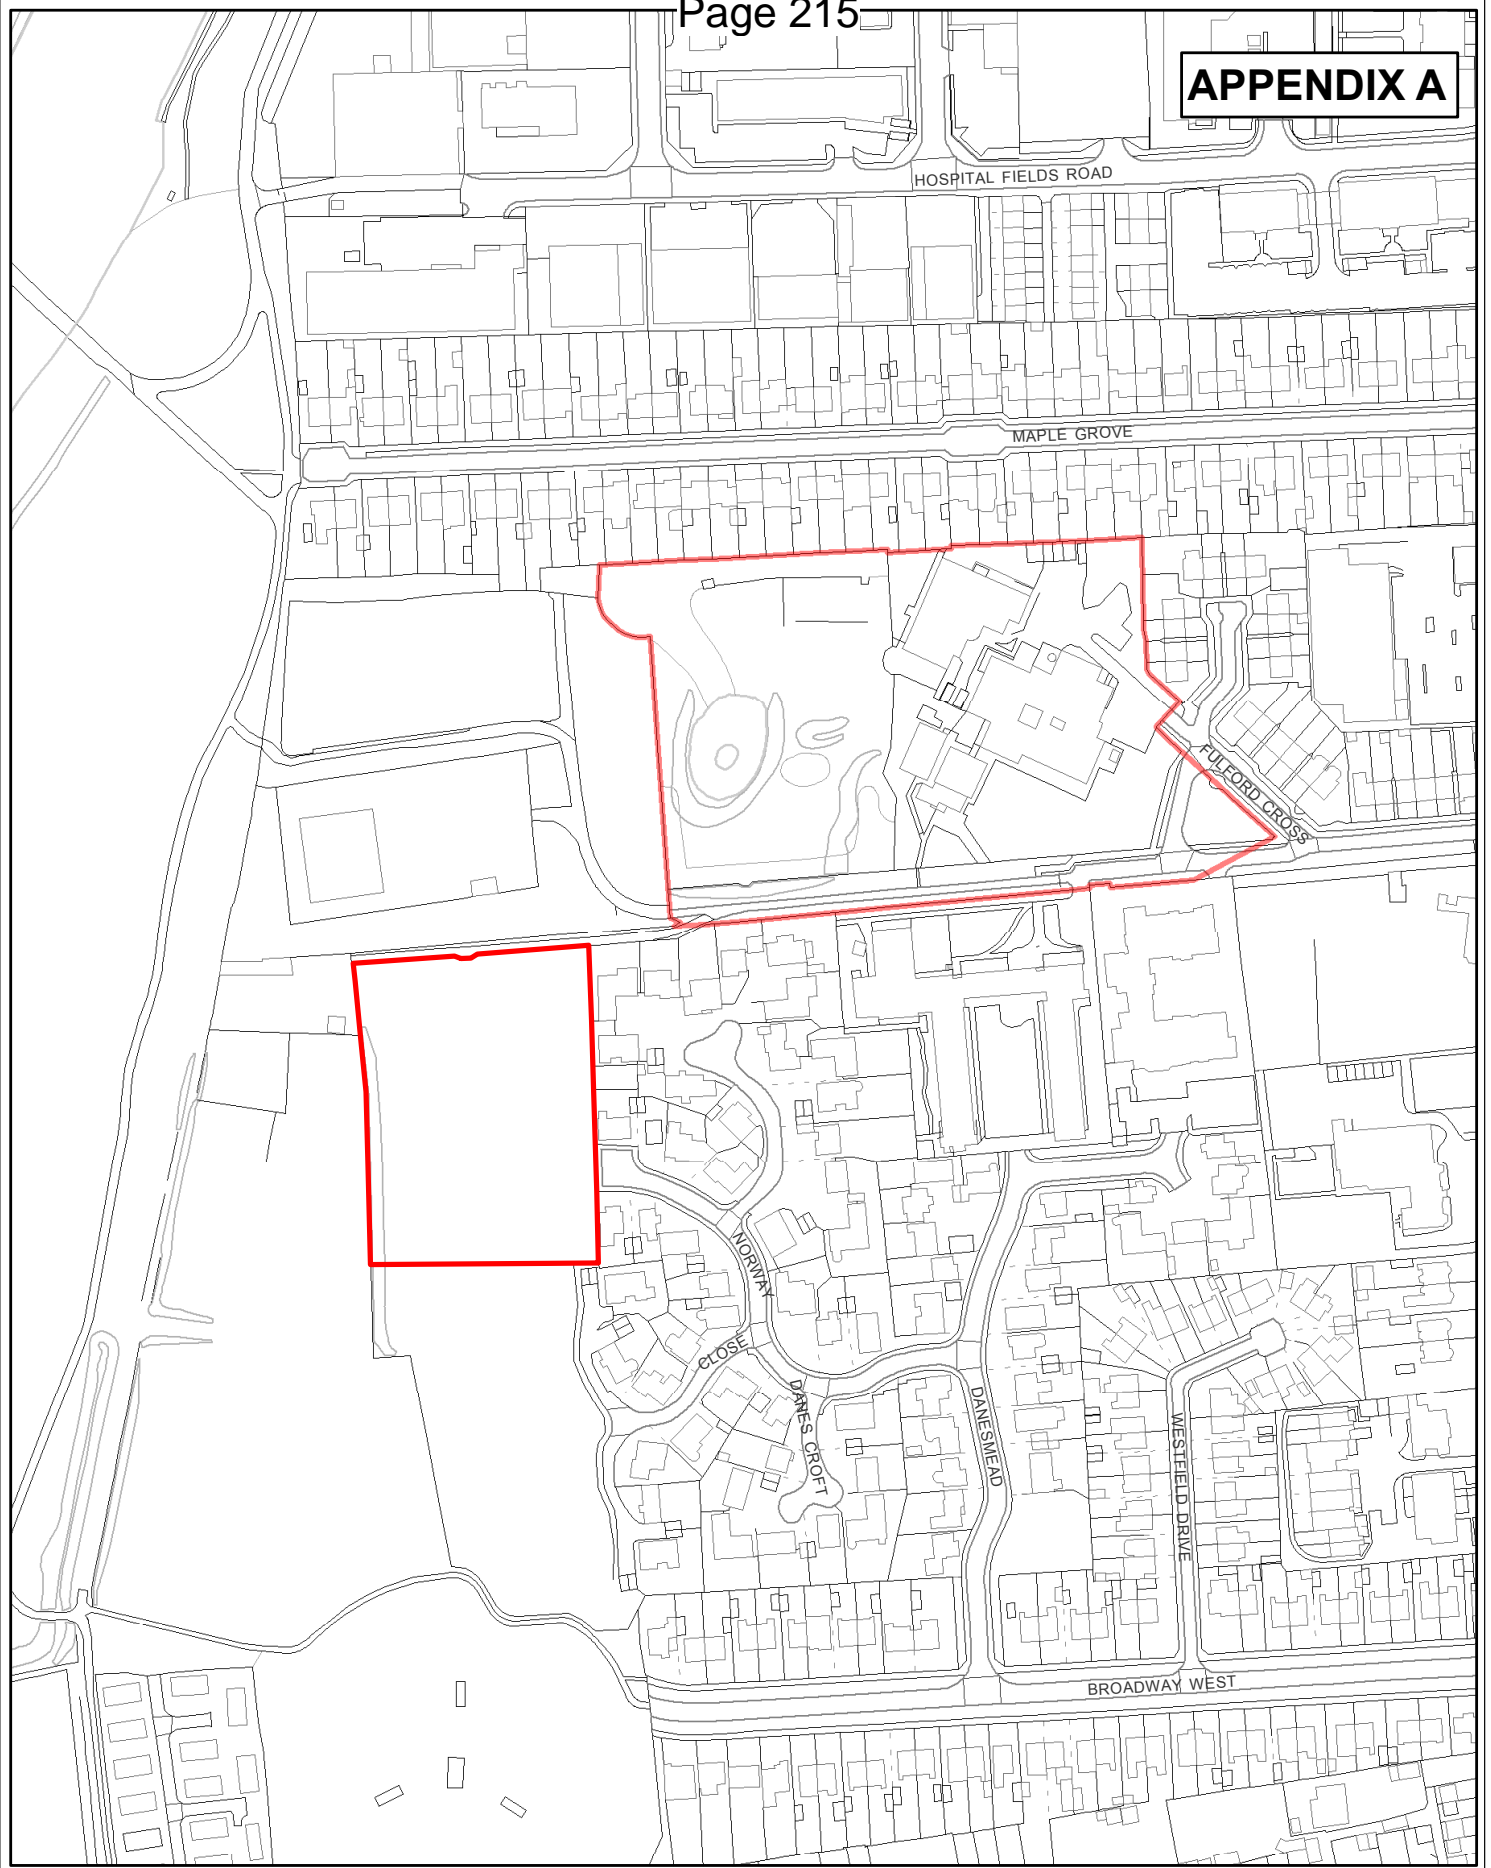 Page 215
APPENDIX A
HOSPITAL FIELDS ROAD
MAPLE GROVE
FULFORD CROSS
NORWAY
CLOSE
DANES CROFT
DANESMEAD
WESTFIELD DRIVE
BROADWAY WEST